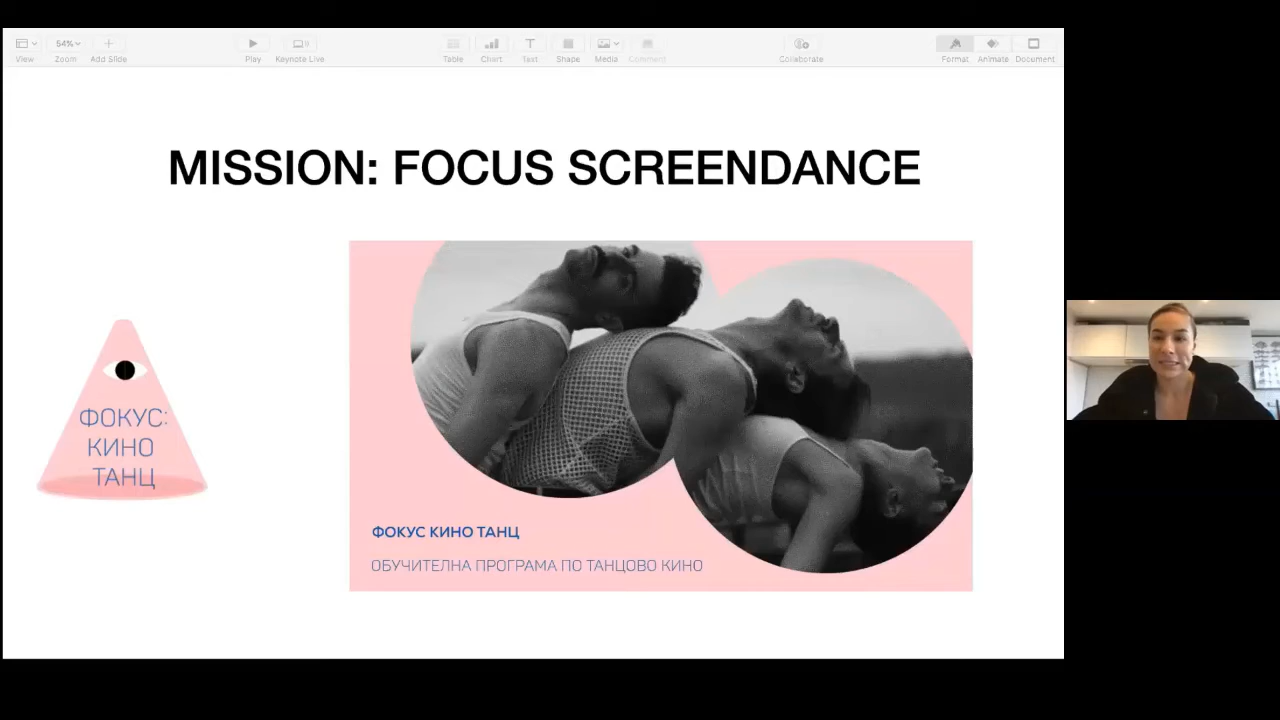 View
54%
Zoom
Add Slide
Play
Keynote Live
Table
Chart
Text
Shape
Media
Comment
Collaborate
Format
Animate
Document
MISSION: FOCUS SCREENDANCE
ФОКУС:
КИНО
ТАНЦ
ФОКУС КИНО ТАНЦ
ОБУЧИТЕЛНА ПРОГРАМА ПО ТАНЦОВО КИНО